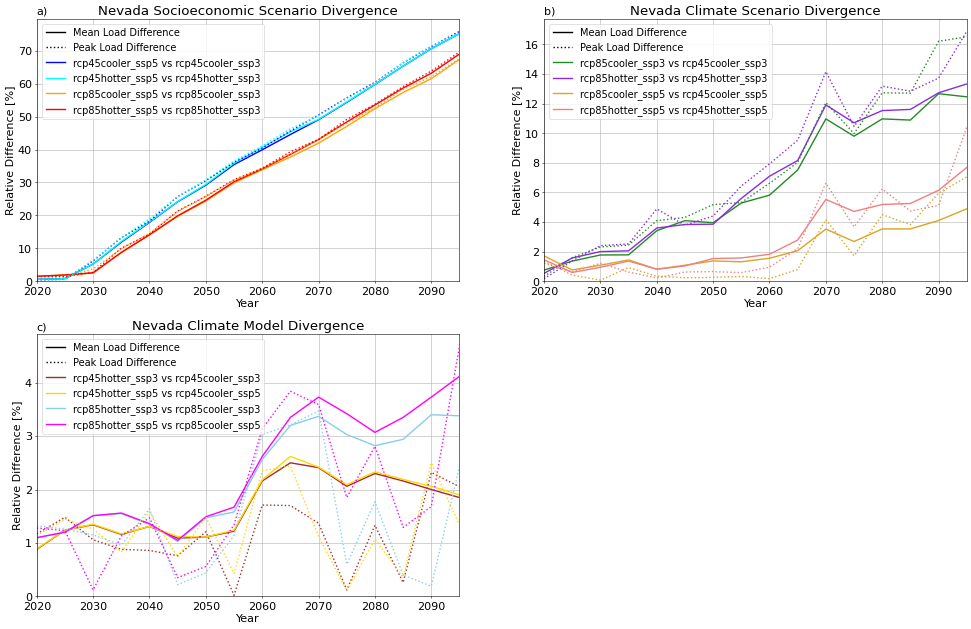 a)
Nevada Socioeconomic Scenario Divergence
Mean Load Difference
Peak Load Difference
rcp45cooler_ssp5 vs rcp45cooler_ssp3
rcp45hotter_ssp5 vs rcp45hotter_ssp3
rcp85cooler_ssp5 vs rcp85cooler_ssp3
rcp85hotter_ssp5 vs rcp85hotter_ssp3
Relative Difference [%]
70
60
50
40
30
20
10
0
2020 2030 2040 2050 2060 2070 2080 2090
Year
b)
Nevada Climate Scenario Divergence
Mean Load Difference
Peak Load Difference
rcp85cooler_ssp3 vs rcp45cooler_ssp3
rcp85hotter_ssp3 vs rcp45hotter_ssp3
rcp85cooler_ssp5 vs rcp45cooler_ssp5
rcp85hotter_ssp5 vs rcp45hotter_ssp5
Relative Difference [%]
16
14
12
10
8
6
4
2
0
2020 2030 2040 2050 2060 2070 2080 2090
Year
c)
Nevada Climate Model Divergence
Mean Load Difference
Peak Load Difference
rcp45hotter_ssp3 vs rcp45cooler_ssp3
rcp45hotter_ssp5 vs rcp45cooler_ssp5
rcp85hotter_ssp3 vs rcp85cooler_ssp3
rcp85hotter_ssp5 vs rcp85cooler_ssp5
Relative Difference [%]
4
3
2
1
0
2020 2030 2040 2050 2060 2070 2080 2090
Year